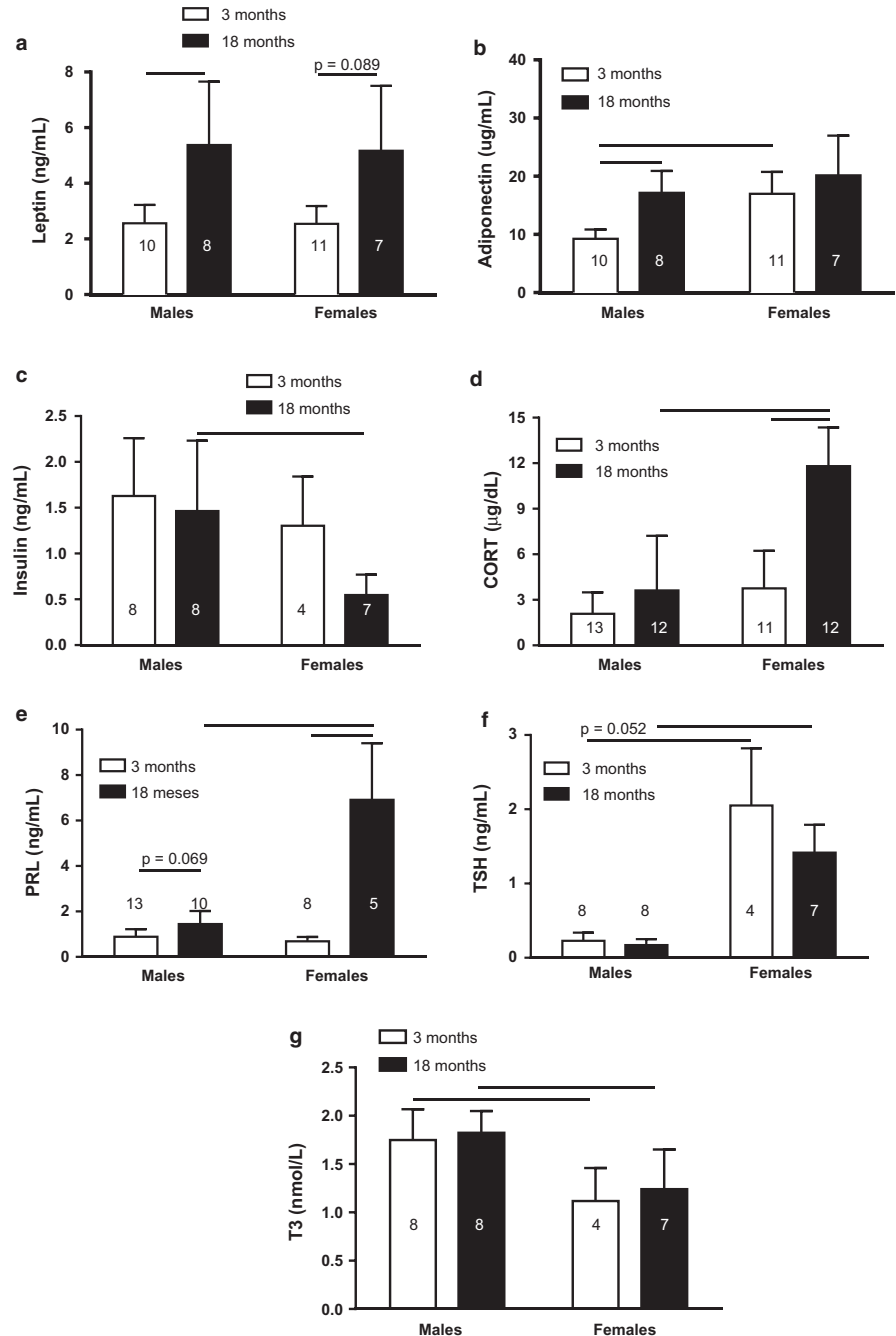 a
3 months
18 months
p = 0.089
Leptin (ng/mL)
8
6
4
2
0
10
8
11
7
Males
Females
b
3 months
18 months
Adiponectin (ug/mL)
40
30
20
10
0
10
8
11
7
Males
Females
c
3 months
18 months
Insulin (ng/mL)
2.5
2.0
1.5
1.0
0.5
0.0
8
8
4
7
Males
Females
d
3 months
18 months
CORT (μg/dL)
15
12
6
3
0
13
12
11
12
Males
Females
e
3 months
18 meses
PRL (ng/mL)
10
8
6
4
2
0
p = 0.069
13
10
8
5
Males
Females
f
p = 0.052
3 months
18 months
TSH (ng/mL)
3
2
1
0
8
8
4
7
Males
Females
g
3 months
18 months
T3 (nmol/L)
2.5
2.0
1.5
1.0
0.5
0.0
8
8
4
7
Males
Females